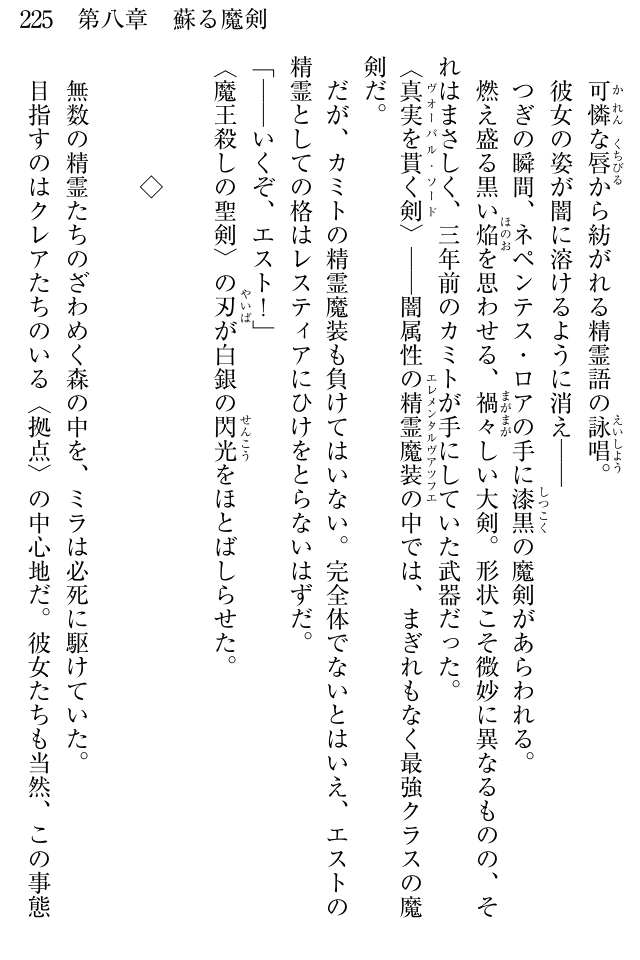 225　第八章　蘇る魔剣
可憐な唇から紡がれる精霊語の詠唱。
彼女の姿が闇に溶けるように消え――
つぎの瞬間、ネペンテス・ロアの手に漆黒の魔剣があらわれる。
燃え盛る黒い焔を思わせる、禍々しい大剣。形状こそ微妙に異なるものの、そ
れはまさしく、三年前のカミトが手にしていた武器だった。
〈真実を貫く剣〉――闇属性の精霊魔装の中では、まぎれもなく最強クラスの魔
剣だ。
だが、カミトの精霊魔装も負けてはいない。完全体でないとはいえ、エストの
精霊としての格はレスティアにひけをとらないはずだ。
「――いくぞ、エスト！」
〈魔王殺しの聖剣〉の刃が白銀の閃光をほとばしらせた。
◇
無数の精霊たちのざわめく森の中を、ミラは必死に駆けていた。
目指すのはクレアたちのいる〈拠点〉の中心地だ。彼女たちも当然、この事態